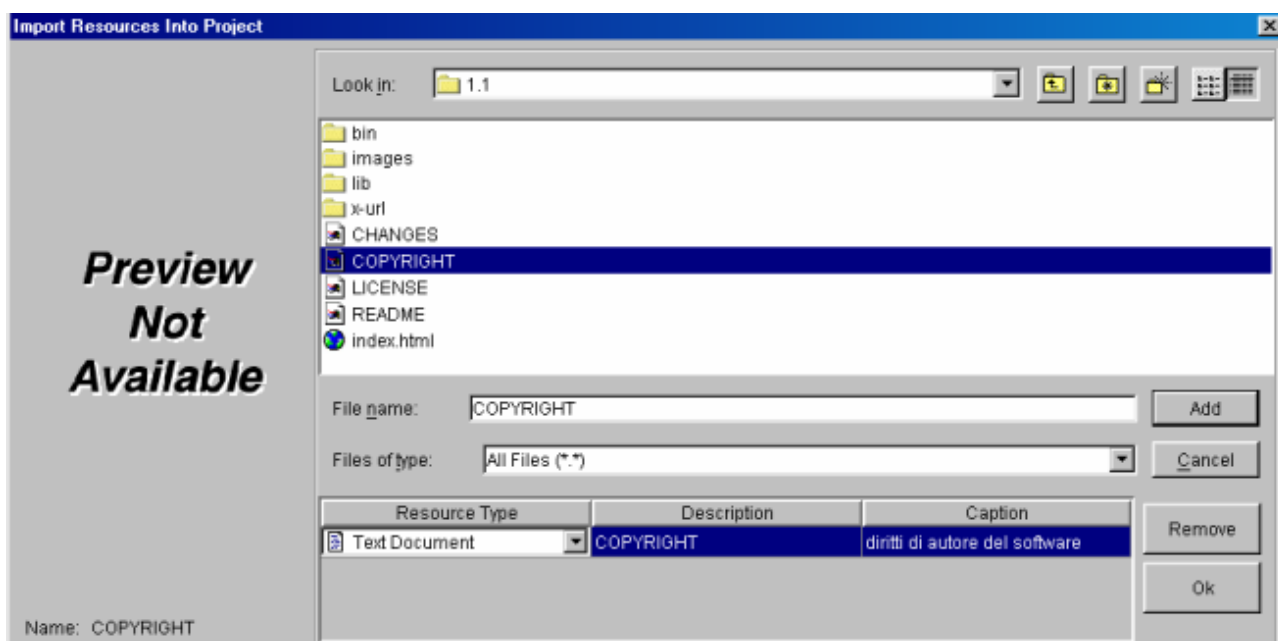 Import Resources Into Project
Look in: 1.1
bin
images
lib
x-url
CHANGES
COPYRIGHT
LICENSE
README
index.html
Preview
Not
Available
File name: COPYRIGHT Add
Files of type: All Files (*.*) Cancel
Resource Type Description Caption
Text Document COPYRIGHT diritti di autore del software
Remove
Ok
Name: COPYRIGHT